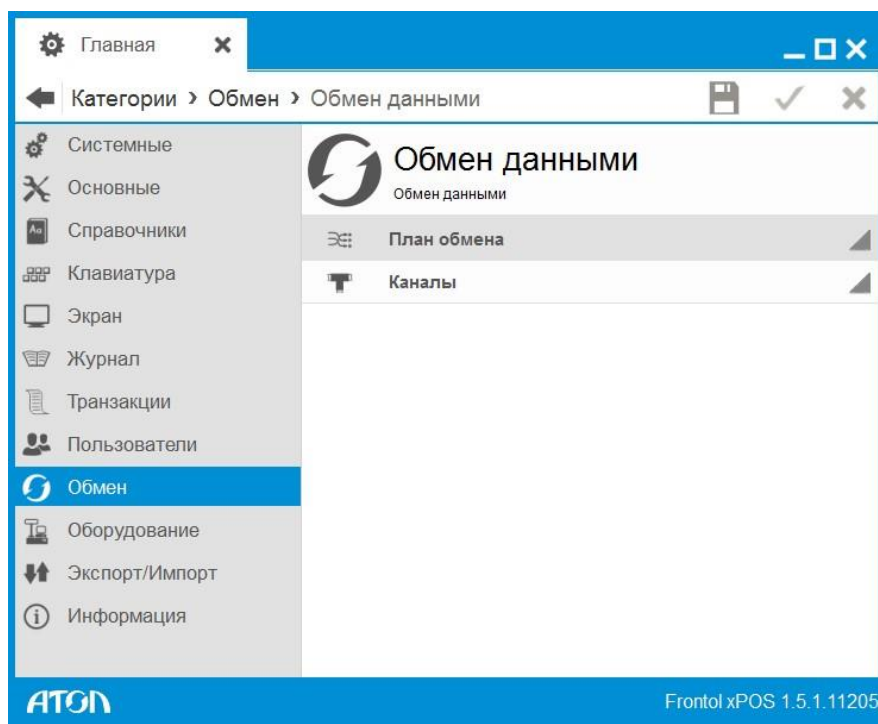 Главная
Категории › Обмен › Обмен данными
Системные
Основные
Справочники
Клавиатура
Экран
Журнал
Транзакции
Пользователи
Обмен
Оборудование
Экспорт/Импорт
Информация
Обмен данными
Обмен данными
План обмена
Каналы
ATOL
Frontol xPOS 1.5.1.11205